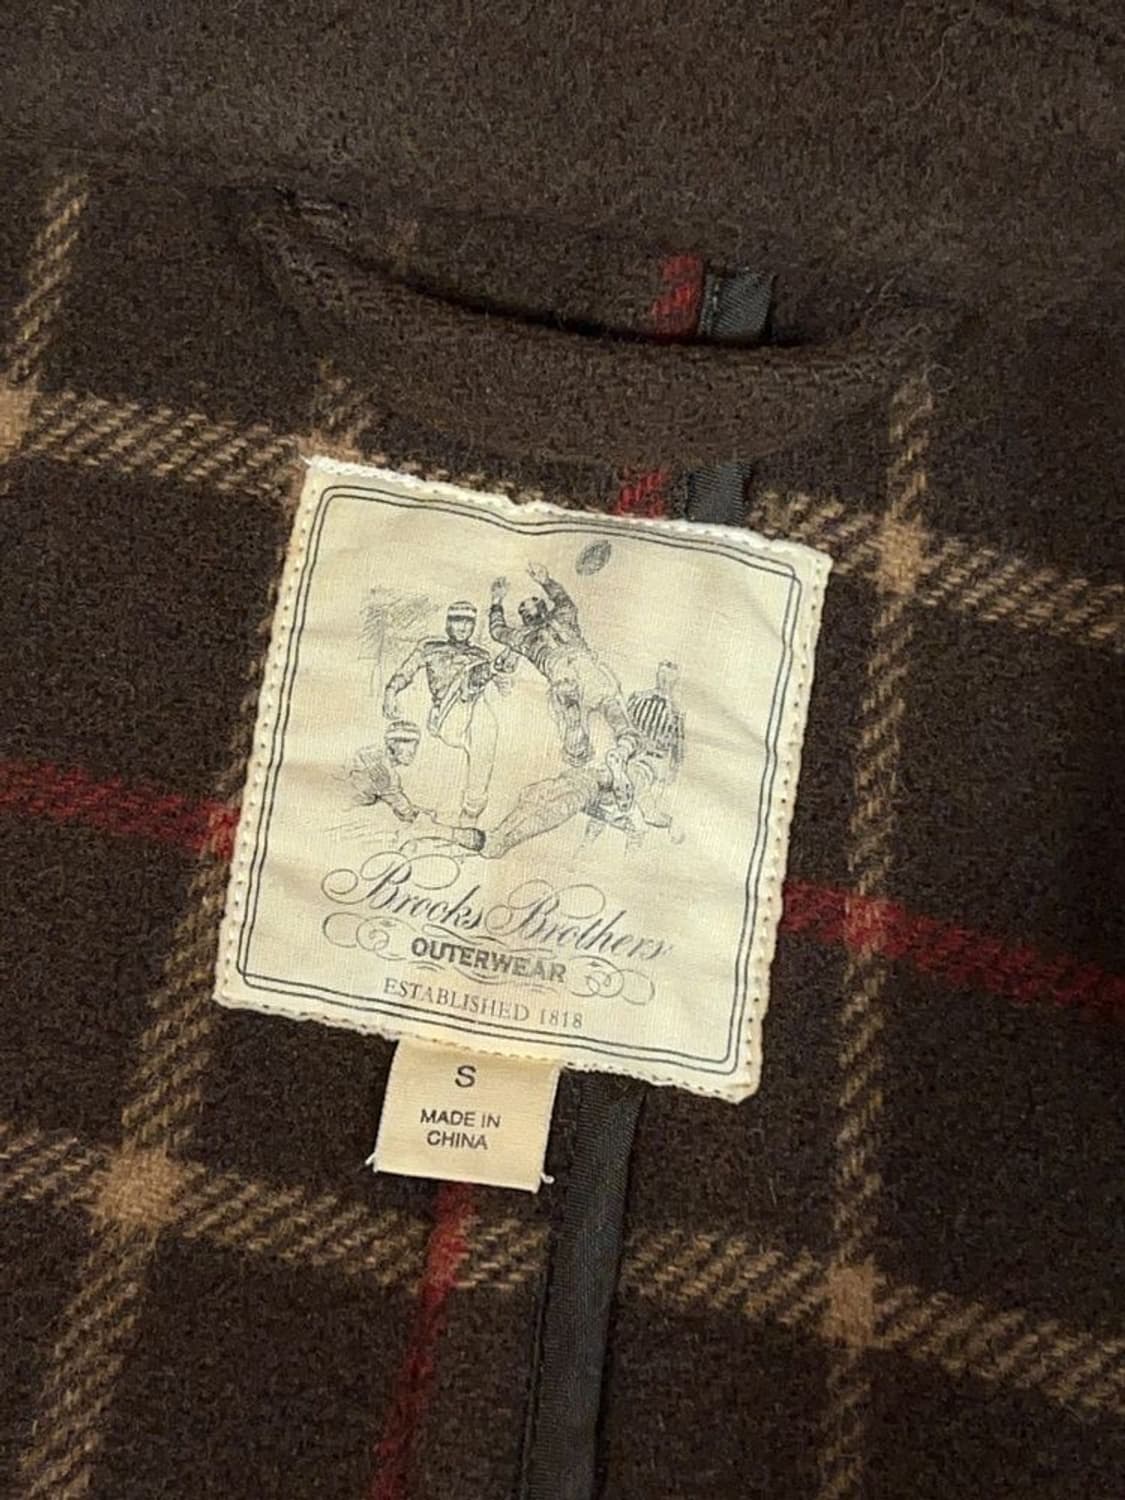 Brooks Brothers
OUTERWEAR
ESTABLISHED 1818
S
MADE IN
CHINA